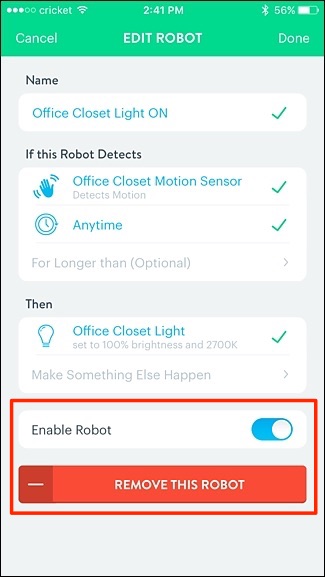 cricket 2:41 PM 56%
Cancel EDIT ROBOT Done
Name
Office Closet Light ON
If this Robot Detects
Office Closet Motion Sensor
Detects Motion
Anytime
For Longer than (Optional)
Then
Office Closet Light
set to 100% brightness and 2700K
Make Something Else Happen
Enable Robot
REMOVE THIS ROBOT